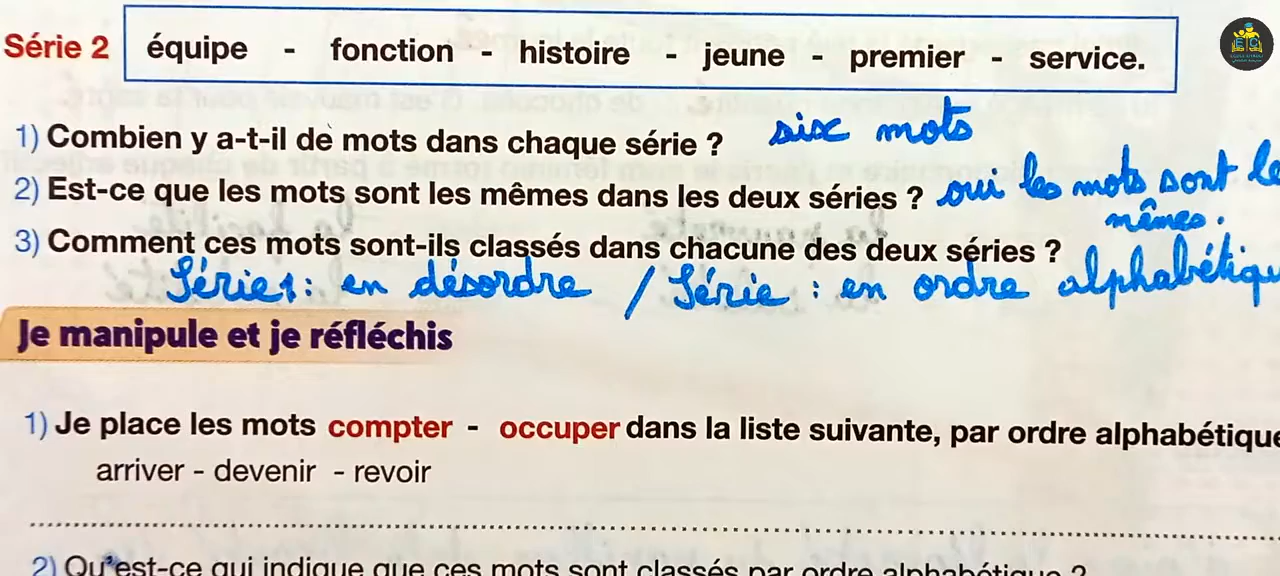 Série 2 équipe - fonction - histoire - jeune - premier - service.
1) Combien y a-t-il de mots dans chaque série ? six mots
2) Est-ce que les mots sont les mêmes dans les deux séries ? oui les mots sont le
mêmes.
3) Comment ces mots sont-ils classés dans chacune des deux séries ?
Série1: en désordre / Série : en ordre alphabétiqu
Je manipule et je réfléchis
1) Je place les mots compter - occuper dans la liste suivante, par ordre alphabétique
arriver - devenir - revoir
2) Qu'est-ce qui indique que ces mots sont classés par ordre alphabétique ?